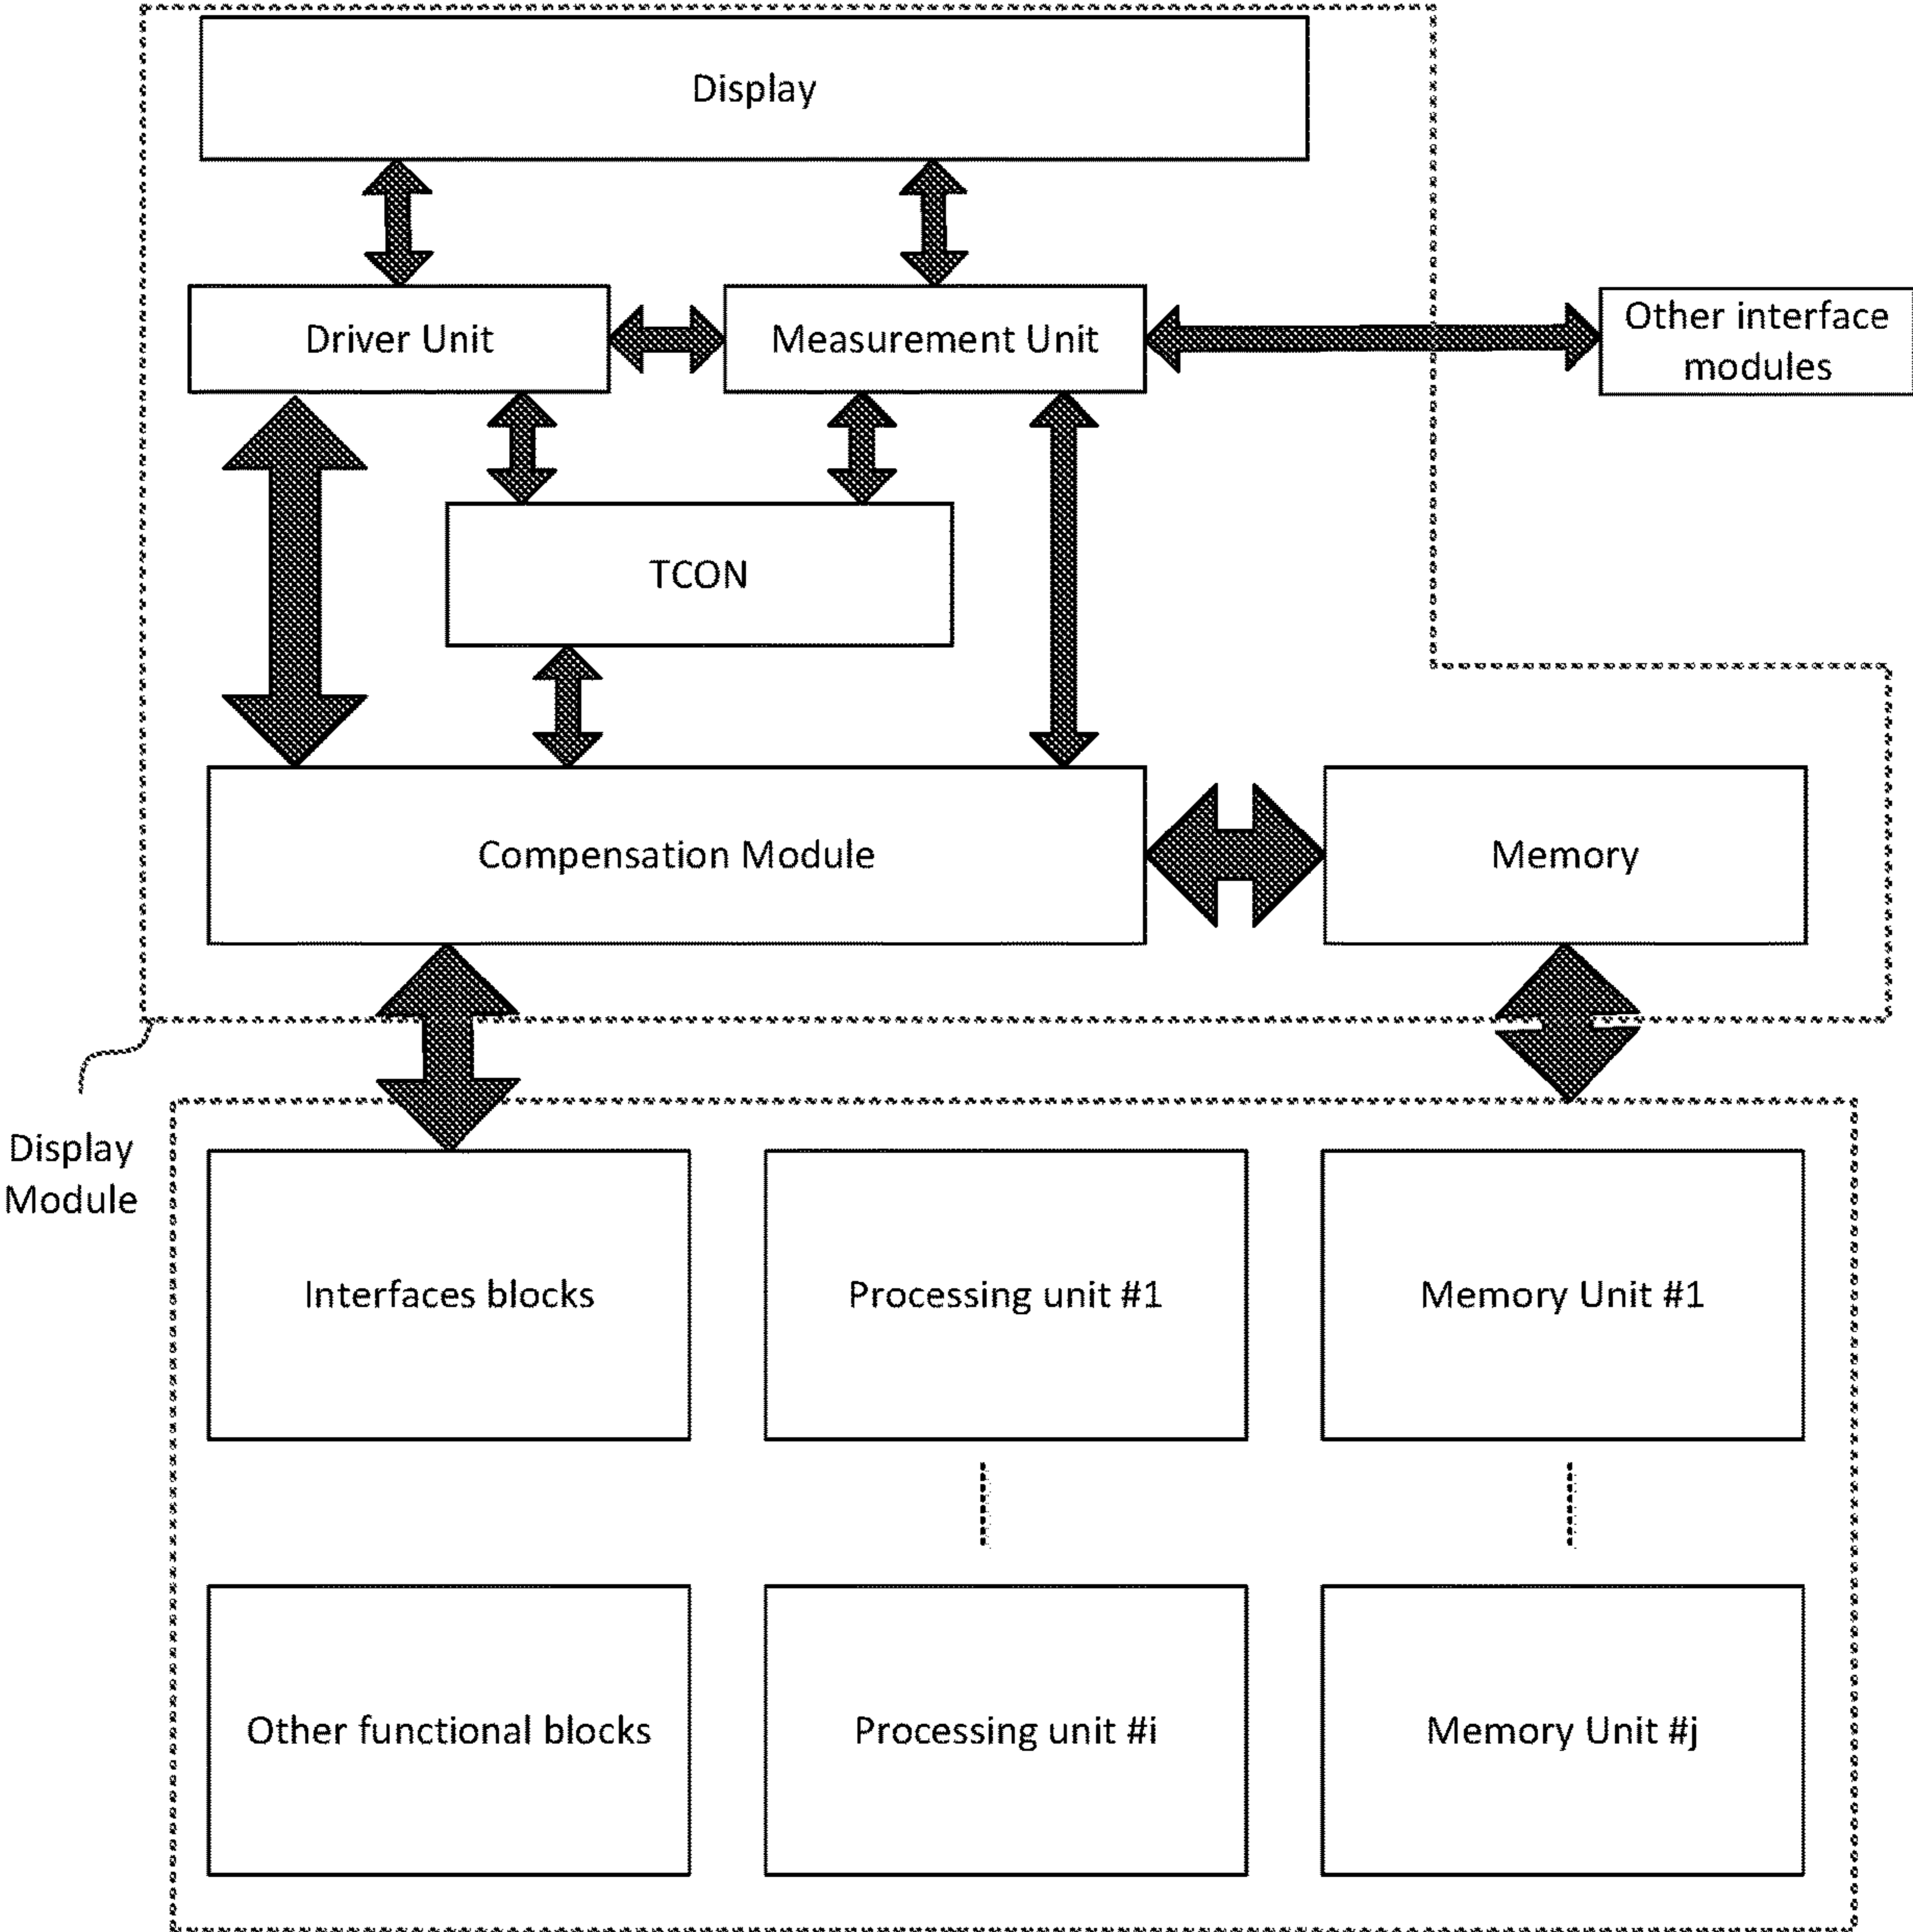 Display
Driver Unit
Measurement Unit
Other interface
modules
TCON
Compensation Module
Memory
Display
Module
Interfaces blocks
Processing unit #1
Memory Unit #1
Other functional blocks
Processing unit #i
Memory Unit #j